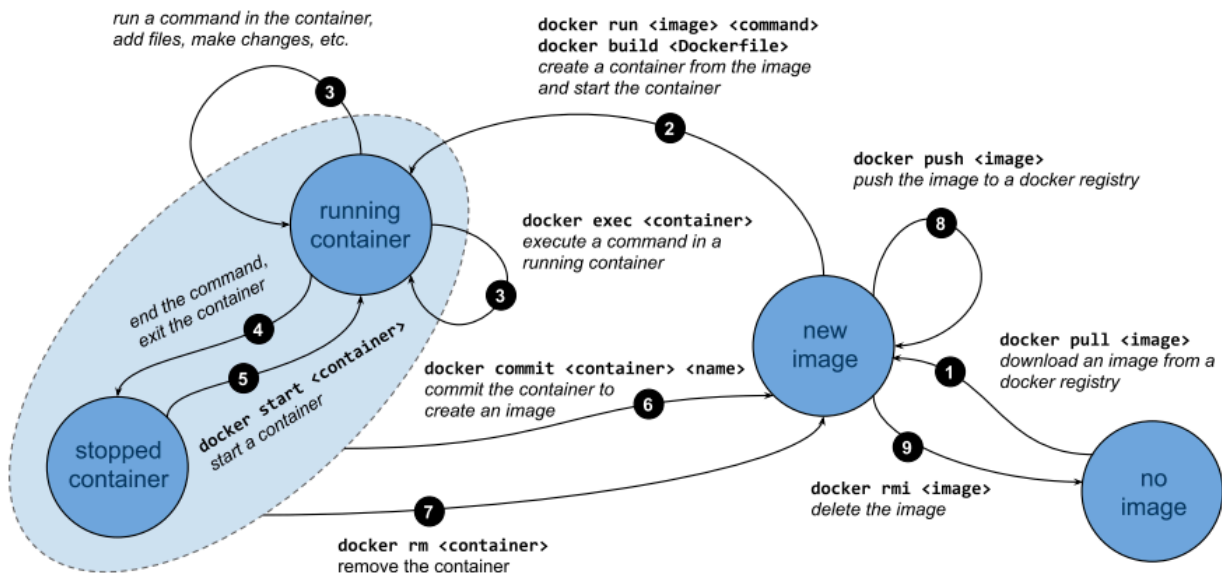 run a command in the container,
add files, make changes, etc.
docker run <image> <command>
docker build <Dockerfile>
create a container from the image
and start the container
3
2
docker push <image>
push the image to a docker registry
8
running
container
docker exec <container>
execute a command in a
running container
3
end the command,
exit the container
4
5
docker start <container>
start a container
new
image
docker pull <image>
download an image from a
docker registry
1
docker commit <container> <name>
commit the container to
create an image
6
stopped
container
9
no
image
docker rmi <image>
delete the image
7
docker rm <container>
remove the container